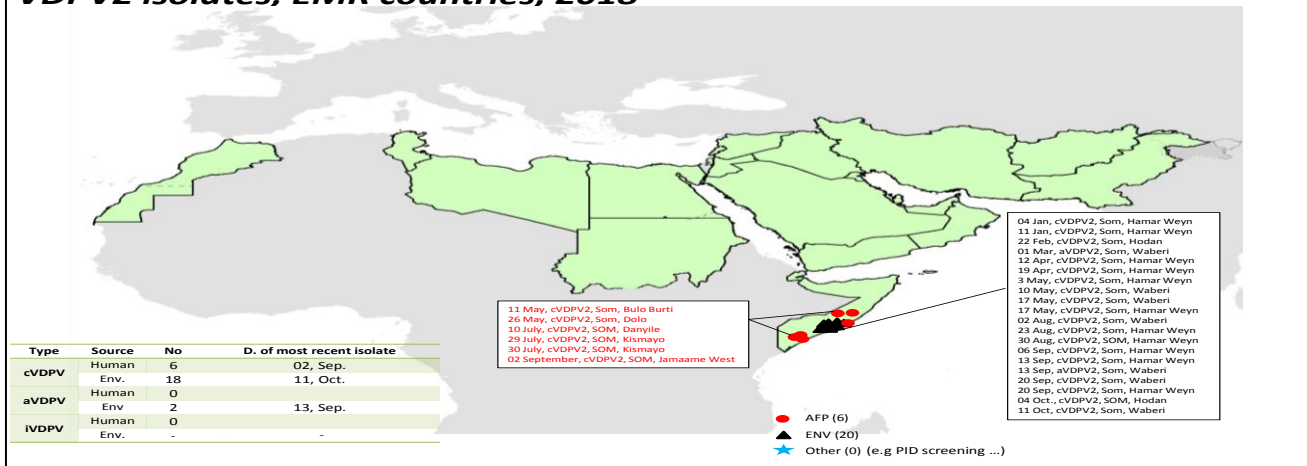 VDPV2 isolates, EMR countries, 2018
04 Jan, cVDPV2, Som, Hamar Weyn
11 Jan, cVDPV2, Som, Hamar Weyn
22 Feb, cVDPV2, Som, Hodan
01 Mar, aVDPV2, Som, Waberi
12 Apr, cVDPV2, Som, Hamar Weyn
19 Apr, cVDPV2, Som, Hamar Weyn
3 May, cVDPV2, Som, Hamar Weyn
10 May, cVDPV2, Som, Waberi
17 May, cVDPV2, Som, Waberi
17 May, cVDPV2, Som, Hamar Weyn
02 Aug, cVDPV2, Som, Waberi
23 Aug, cVDPV2, Som, Hamar Weyn
30 Aug, cVDPV2, SOM, Hamar Weyn
06 Sep, cVDPV2, Som, Hamar Weyn
13 Sep, cVDPV2, Som, Hamar Weyn
13 Sep, aVDPV2, Som, Waberi
20 Sep, cVDPV2, Som, Waberi
20 Sep, cVDPV2, Som, Hamar Weyn
04 Oct., cVDPV2, SOM, Hodan
11 Oct, cVDPV2, Som, Waberi
11 May, cVDPV2, Som, Bulo Burti
26 May, cVDPV2, Som, Dolo
10 July, cVDPV2, SOM, Danyile
29 July, cVDPV2, SOM, Kismayo
30 July, cVDPV2, SOM, Kismayo
02 September, cVDPV2, SOM, Jamaame West
Type Source No D. of most recent isolate
cVDPV Human 6 02, Sep.
Env. 18 11, Oct.
aVDPV Human 0
Env 2 13, Sep.
iVDPV Human 0
Env. - -
AFP (6)
ENV (20)
Other (0) (e.g PID screening ...)